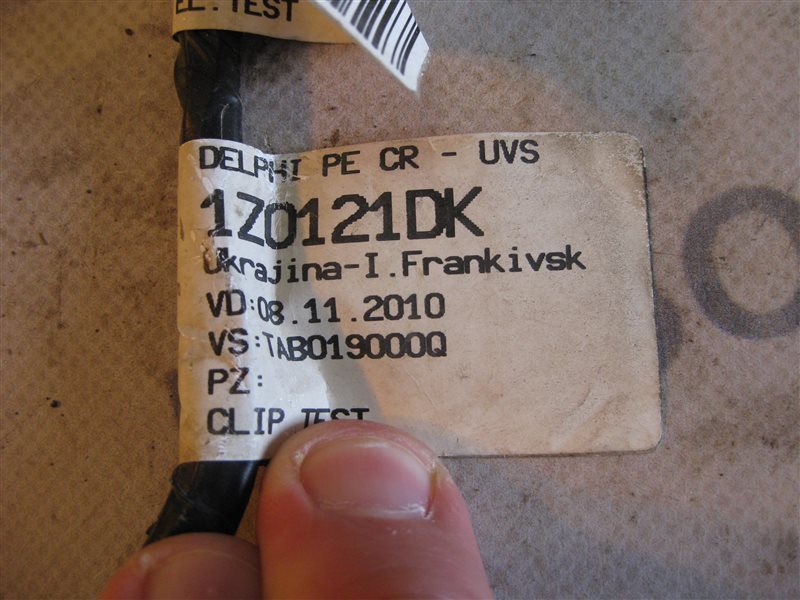 EL.TEST
DELPHI PE CR - UVS
1Z0121DK
Ukrajina-I.Frankivsk
VD:08.11.2010
VS:TAB019000Q
PZ:
CLIP TEST